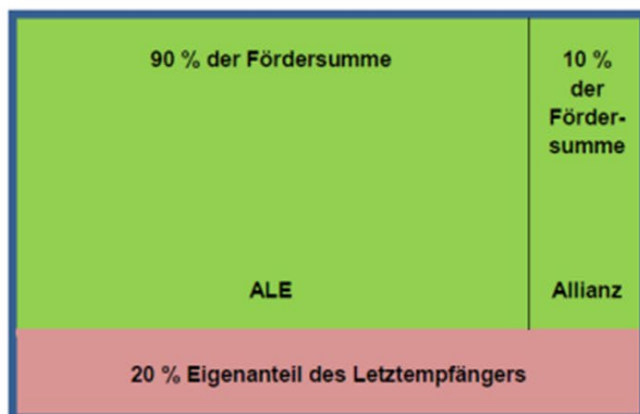 90 % der Fördersumme
10 %
der
Förder-
summe
ALE
Allianz
20 % Eigenanteil des Letztempfängers